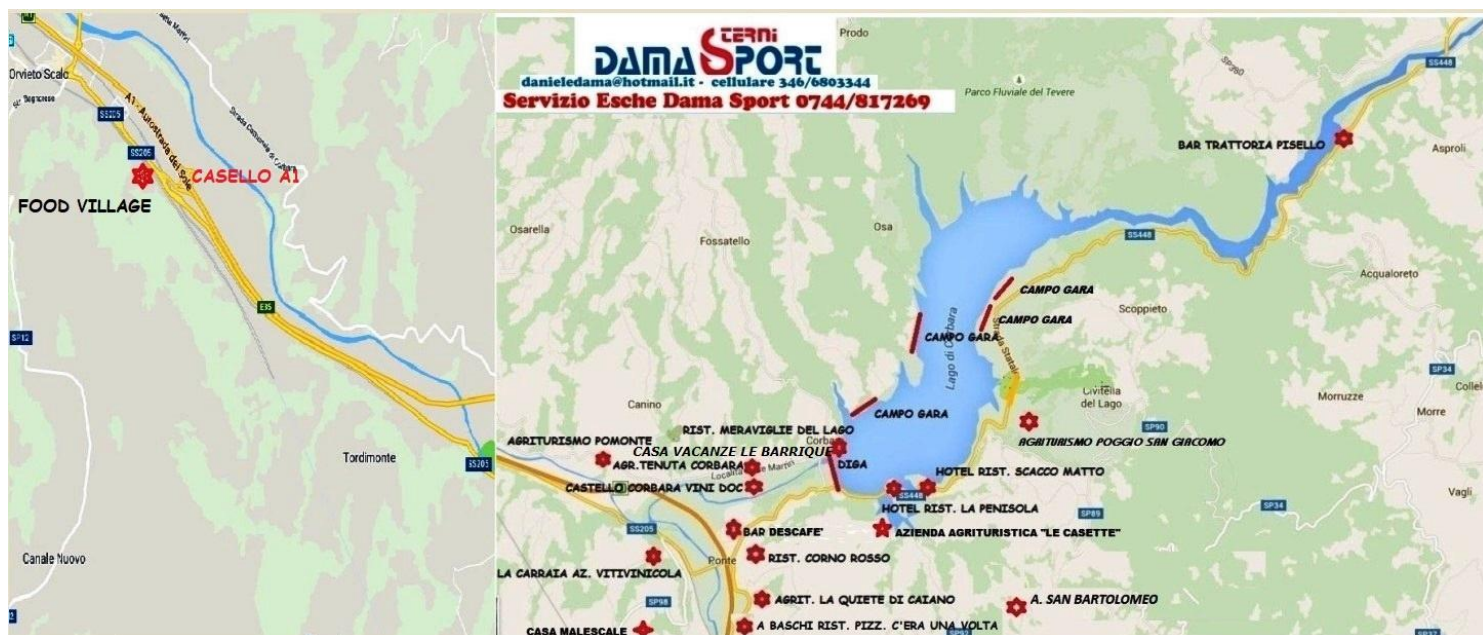 Orvieto Scalo
SS205
A1 - Autostrada del Sole
SS205
CASELLO A1
FOOD VILLAGE
E35
SP12
Tordimonte
SS205
Canale Nuovo
TERNI
DAMA SPORT
danieledama@hotmail.it - cellulare 346/6803344
Servizio Esche Dama Sport 0744/817269
Prodo
SS448
Parco Fluviale del Tevere
BAR TRATTORIA PISELLO
Asproli
Osarella
Fossatello
Osa
SS448
Acqualoreto
CAMPO GARA
Scoppieto
CAMPO GARA
CAMPO GARA
Lago di Corbara
Strada Statale
SP34
Civitella
del Lago
Morruzze
Morre
Canino
CAMPO GARA
SP90
RIST. MERAVIGLIE DEL LAGO
AGRITURISMO POMONTE
AGRITURISMO POGGIO SAN GIACOMO
CASA VACANZE LE BARRIQUE
AGR.TENUTA CORBARA
DIGA
HOTEL RIST. SCACCO MATTO
CASTELLO CORBARA VINI DOC
SS448
Vagli
HOTEL RIST. LA PENISOLA
SP34
SP89
SS205
BAR DESCAFE'
AZIENDA AGRITURISTICA "LE CASETTE"
Ponte
RIST. CORNO ROSSO
LA CARRAIA AZ. VITIVINICOLA
AGRIT. LA QUIETE DI CAIANO
A. SAN BARTOLOMEO
SP98
CASA MALESCALE
A BASCHI RIST. PIZZ. C'ERA UNA VOLTA
SP92
SP37